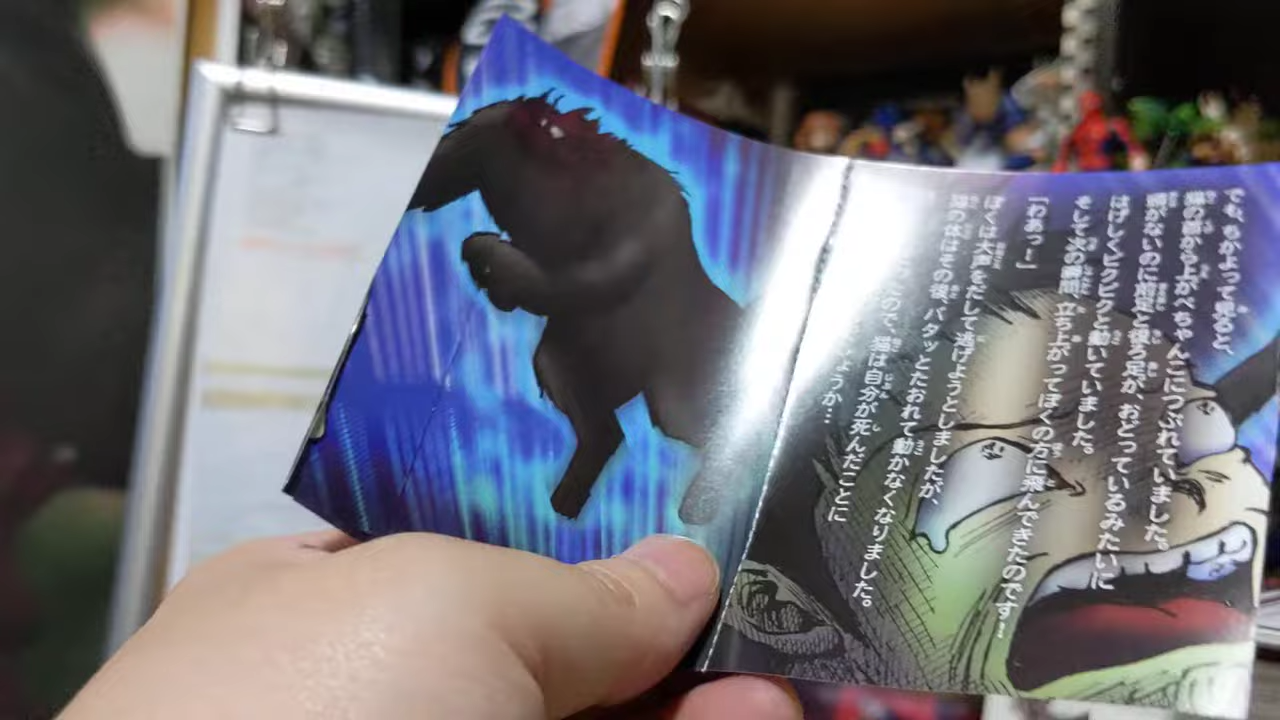 でも、ちかよって見ると、
猫の顔から上がぺちゃんこにつぶれていました。
頭がないのに前足と後ろ足が、おどっているみたいに
はげしくピクピクと動いていました。
そして次の瞬間、立ち上がってぼくの方に飛んできたのです…
「わあっ！」
ぼくは大声をだして逃げようとしましたが、
猫の体はその後、バタッとたおれて動かなくなりました。
ので、猫は自分が死んだことに
ょうか…